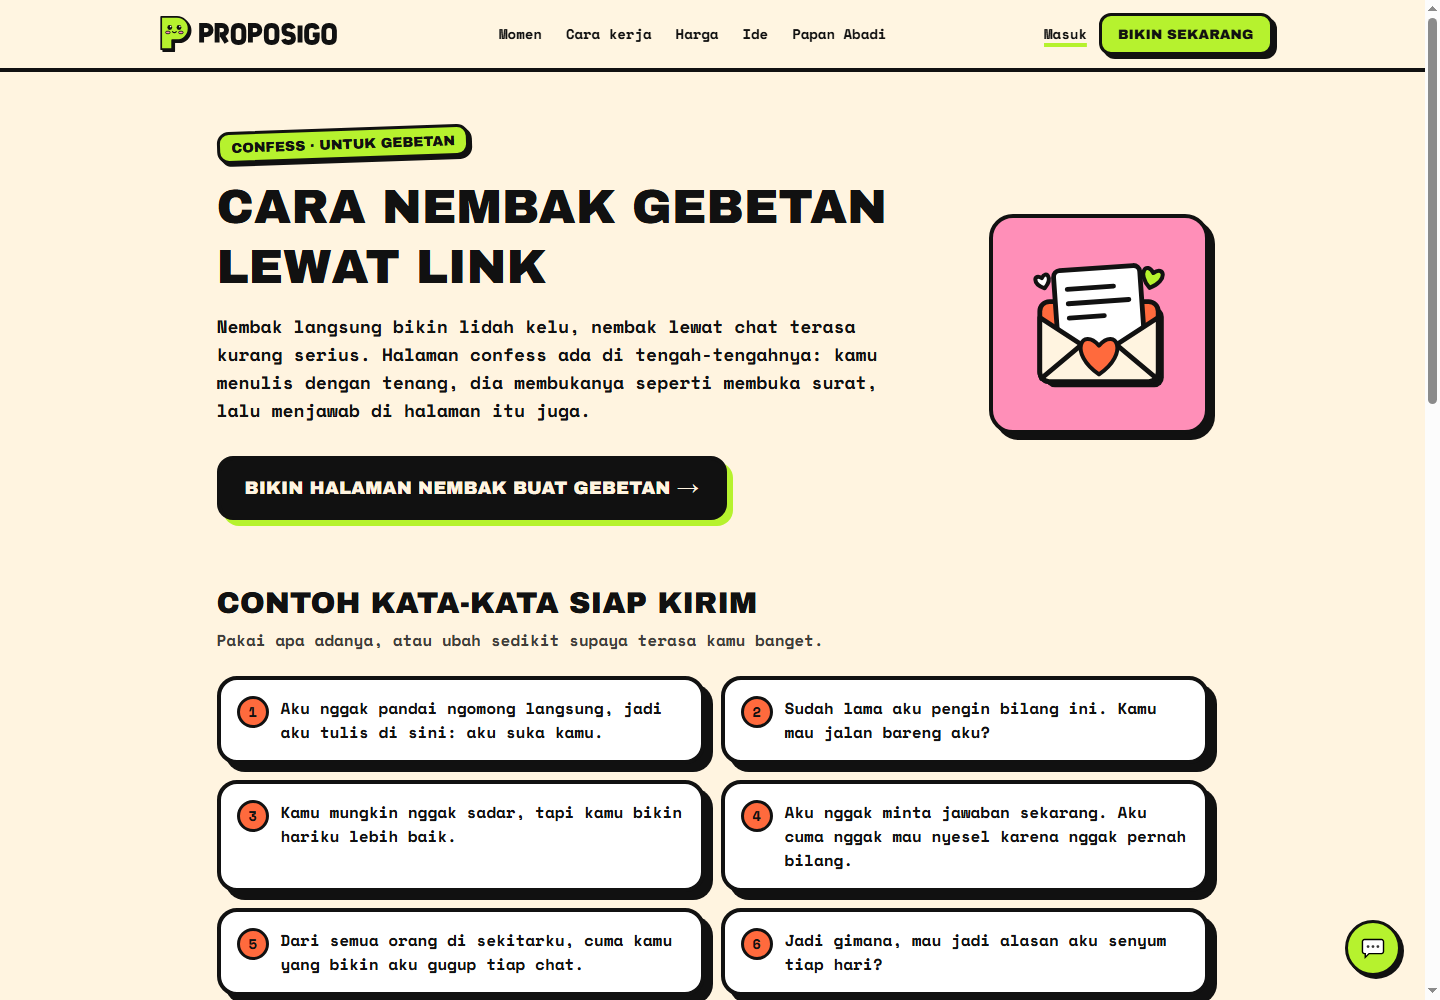 PROPOSIGO
Momen
Cara kerja
Harga
Ide
Papan Abadi
Masuk
BIKIN SEKARANG
CONFESS · UNTUK GEBETAN
CARA NEMBAK GEBETAN
LEWAT LINK
Nembak langsung bikin lidah kelu, nembak lewat chat terasa
kurang serius. Halaman confess ada di tengah-tengahnya: kamu
menulis dengan tenang, dia membukanya seperti membuka surat,
lalu menjawab di halaman itu juga.
BIKIN HALAMAN NEMBAK BUAT GEBETAN →
CONTOH KATA-KATA SIAP KIRIM
Pakai apa adanya, atau ubah sedikit supaya terasa kamu banget.
1
Aku nggak pandai ngomong langsung, jadi
aku tulis di sini: aku suka kamu.
2
Sudah lama aku pengin bilang ini. Kamu
mau jalan bareng aku?
3
Kamu mungkin nggak sadar, tapi kamu bikin
hariku lebih baik.
4
Aku nggak minta jawaban sekarang. Aku
cuma nggak mau nyesel karena nggak pernah
bilang.
5
Dari semua orang di sekitarku, cuma kamu
yang bikin aku gugup tiap chat.
6
Jadi gimana, mau jadi alasan aku senyum
tiap hari?